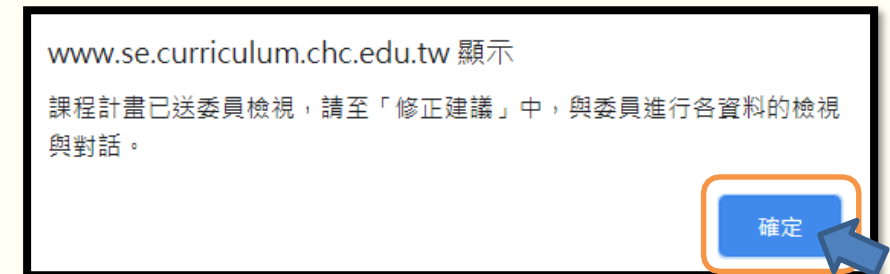 www.se.curriculum.chc.edu.tw 顯示
課程計畫已送委員檢視，請至「修正建議」中，與委員進行各資料的檢視
與對話。
確定